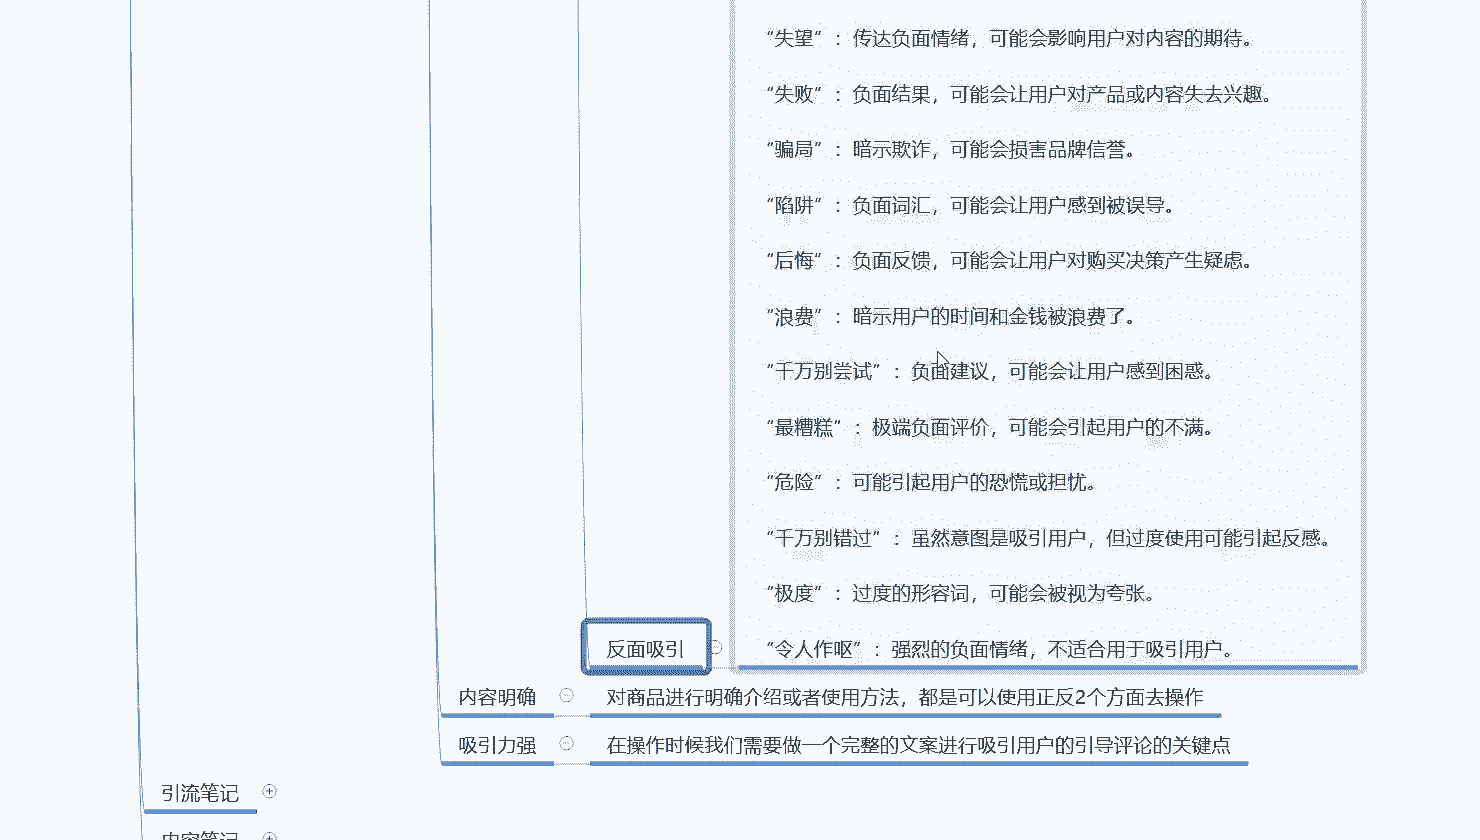 “失望” ：传达负面情绪，可能会影响用户对内容的期待。
“失败” ：负面结果，可能会让用户对产品或内容失去兴趣。
“骗局” ：暗示欺诈，可能会损害品牌信誉。
“陷阱” ：负面词汇，可能会让用户感到被误导。
“后悔” ：负面反馈，可能会让用户对购买决策产生疑虑。
“浪费” ：暗示用户的时间和金钱被浪费了。
“千万别尝试” ：负面建议，可能会让用户感到困惑。
“最糟糕” ：极端负面评价，可能会引起用户的不满。
“危险” ：可能引起用户的恐慌或担忧。
“千万别错过” ：虽然意图是吸引用户，但过度使用可能引起反感。
“极度” ：过度的形容词，可能会被视为夸张。
“令人作呕” ：强烈的负面情绪，不适合用于吸引用户。
反面吸引
内容明确
对商品进行明确介绍或者使用方法，都是可以使用正反2个方面去操作
吸引力强
在操作时候我们需要做一个完整的文案进行吸引用户的引导评论的关键点
引流笔记
内容笔记